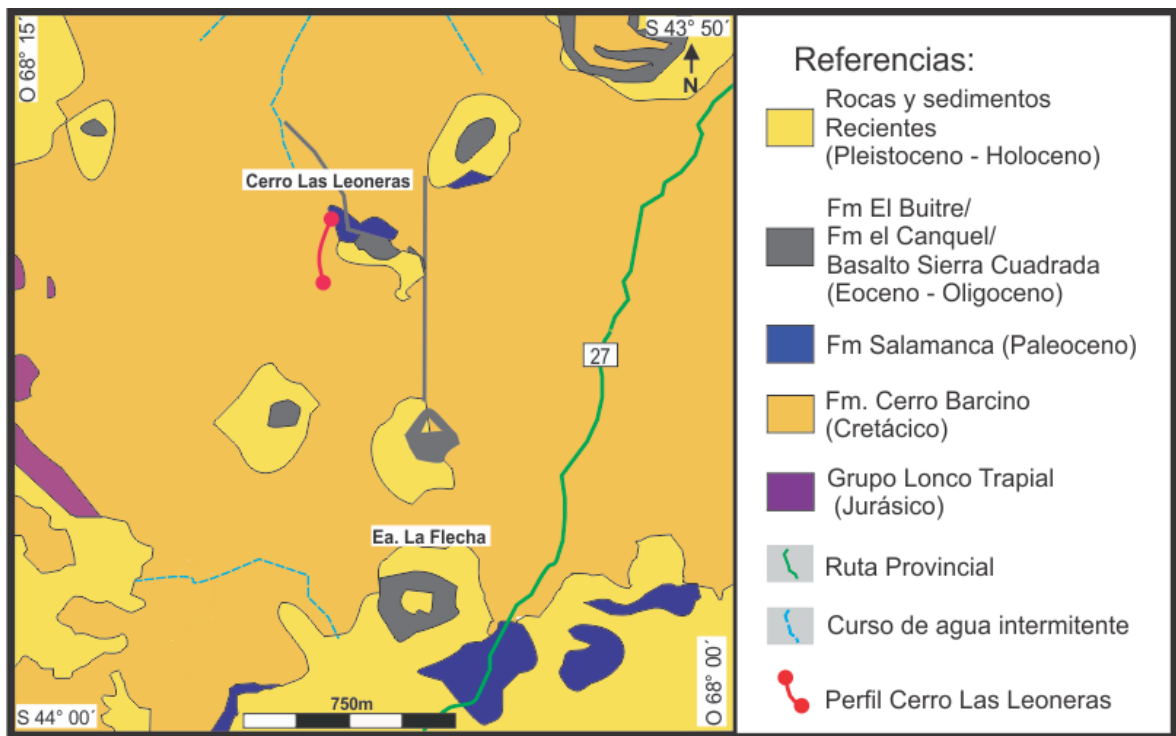 O 68° 15´
S 43° 50´
N
Cerro Las Leoneras
27
Ea. La Flecha
750m
S 44° 00´
O 68° 00´
Referencias:
Rocas y sedimentos
Recientes
(Pleistoceno - Holoceno)
Fm El Buitre/
Fm el Canquel/
Basalto Sierra Cuadrada
(Eoceno - Oligoceno)
Fm Salamanca (Paleoceno)
Fm. Cerro Barcino
(Cretácico)
Grupo Lonco Trapial
(Jurásico)
Ruta Provincial
Curso de agua intermitente
Perfil Cerro Las Leoneras